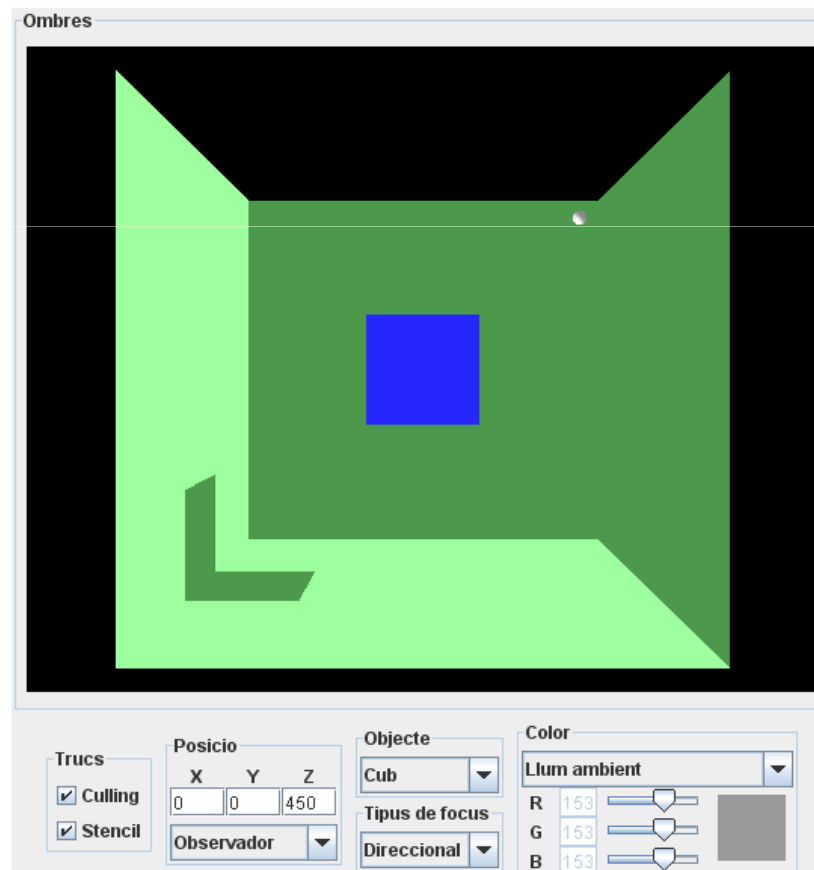 Ombres
Trucs
Culling
Stencil
Posicio
X Y Z
0 0 450
Observador
Objecte
Cub
Tipus de focus
Direccional
Color
Llum ambient
R 153
G 153
B 153